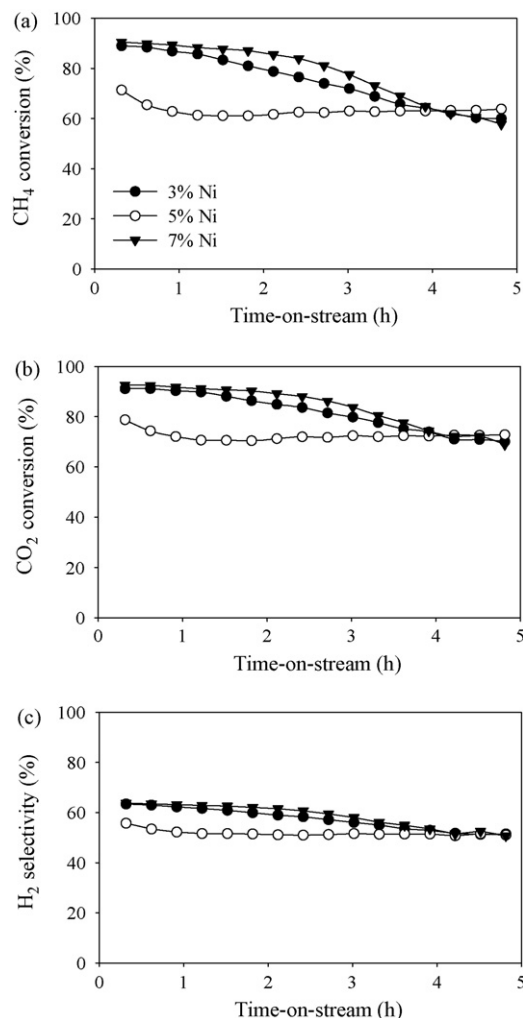 (a)
100
80
60
40
20
0
CH₄ conversion (%)
3% Ni
5% Ni
7% Ni
0 1 2 3 4 5
Time-on-stream (h)
(b)
100
80
60
40
20
0
CO₂ conversion (%)
0 1 2 3 4 5
Time-on-stream (h)
(c)
100
80
60
40
20
0
H₂ selectivity (%)
0 1 2 3 4 5
Time-on-stream (h)